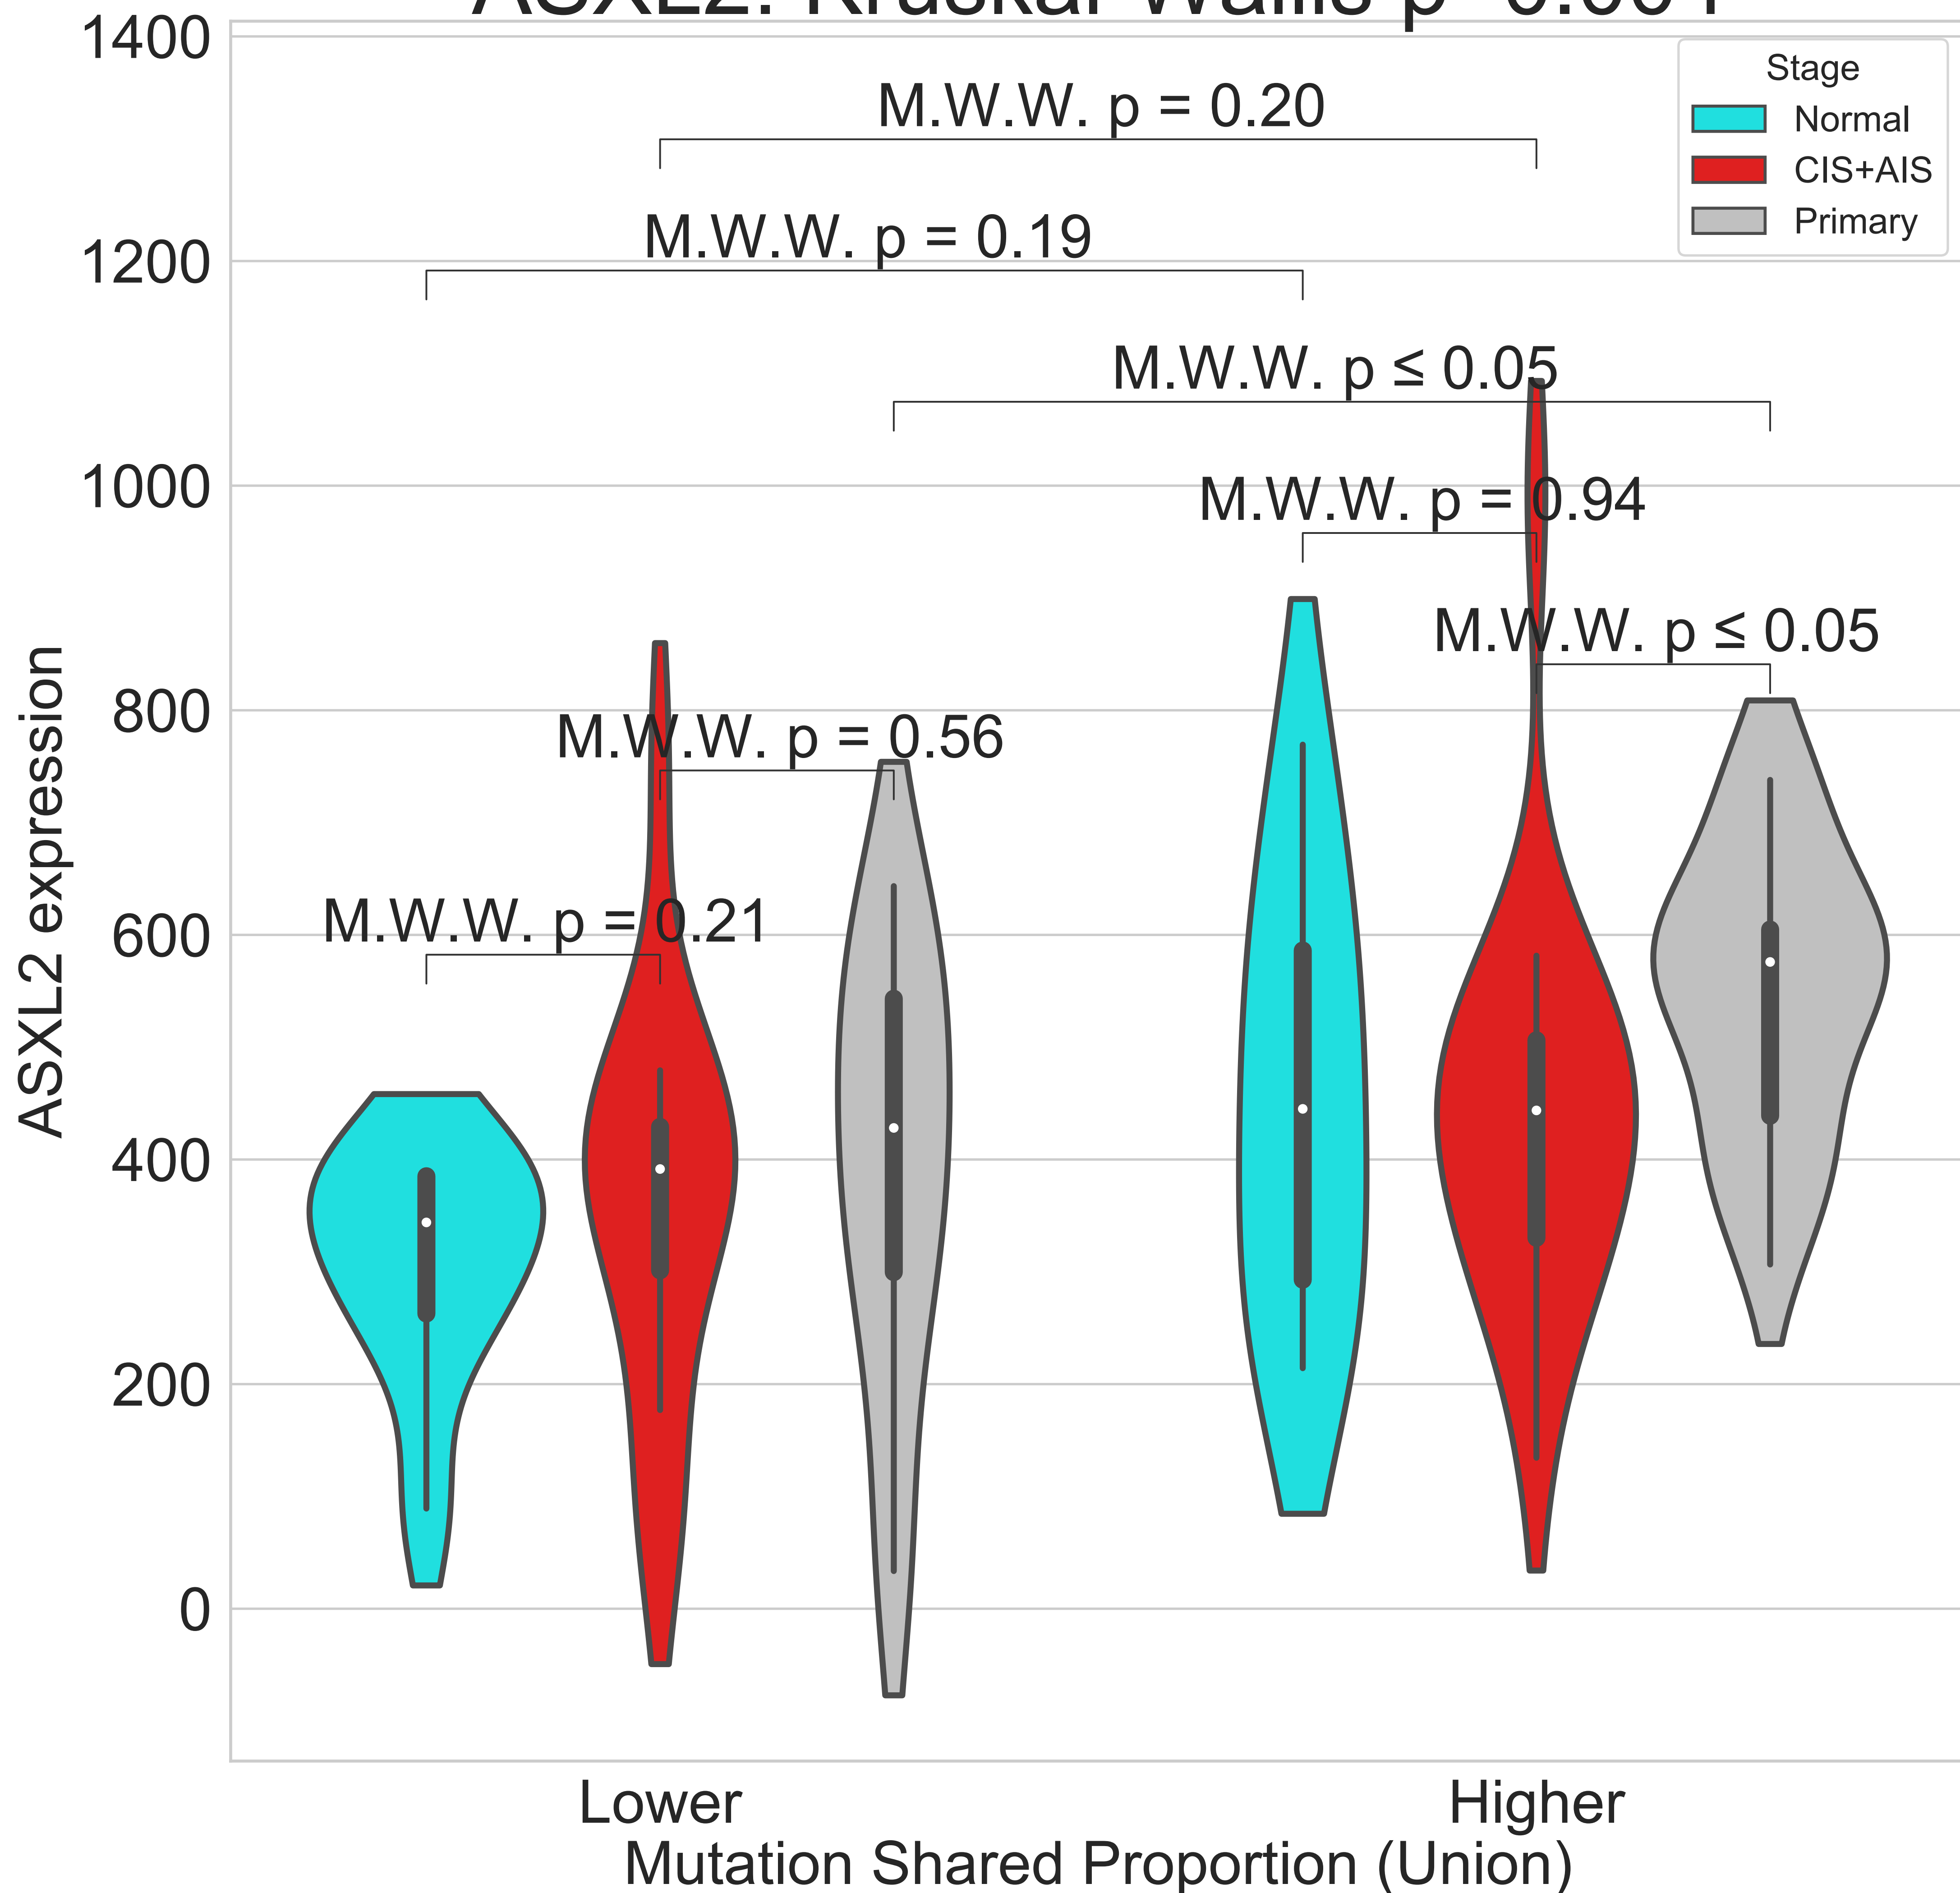 1400
1200
1000
800
600
400
200
0
ASXL2 expression
M.W.W. p = 0.20
M.W.W. p = 0.19
M.W.W. p ≤ 0.05
M.W.W. p = 0.94
M.W.W. p ≤ 0.05
M.W.W. p = 0.56
M.W.W. p = 0.21
Stage
Normal
CIS+AIS
Primary
Lower
Higher
Mutation Shared Proportion (Union)